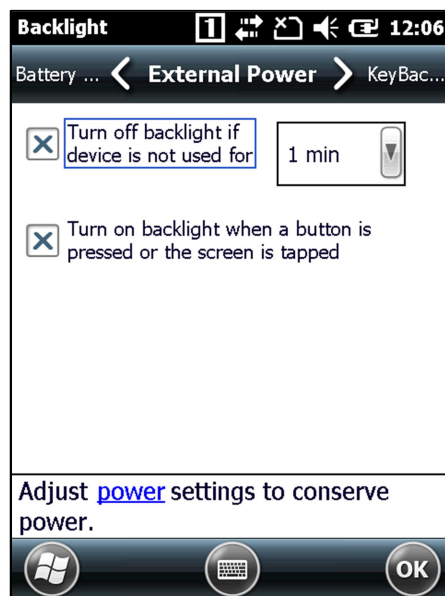 Backlight 1 12:06
Battery ... External Power KeyBac...
Turn off backlight if
device is not used for
1 min
Turn on backlight when a button is
pressed or the screen is tapped
Adjust power settings to conserve
power.
OK